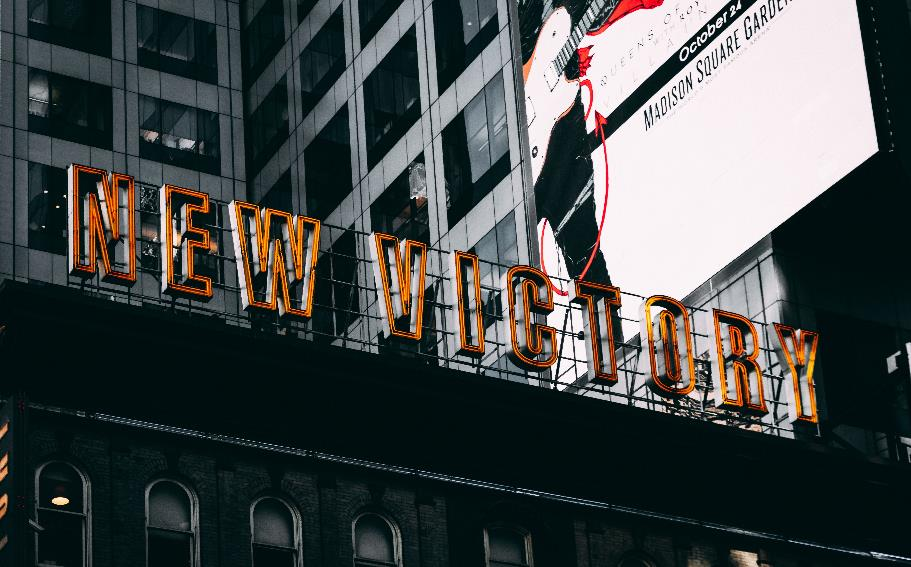 QUEENS OF
October 24
MADISON SQUARE GARDEN
NEW VICTORY